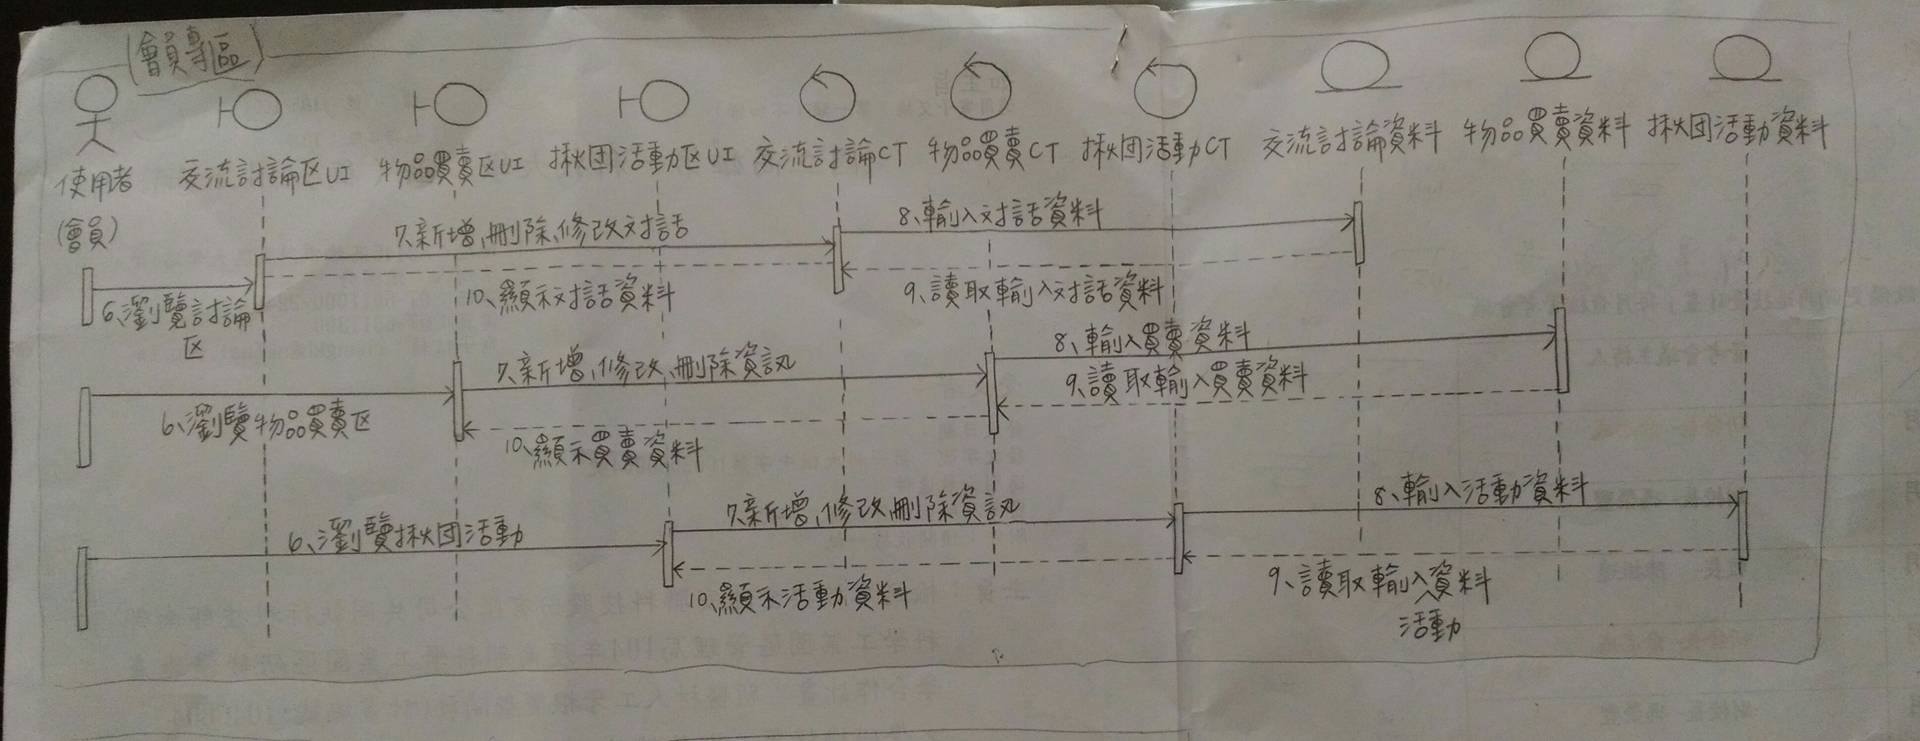 (會員專區)
使用者
(會員)
交流討論区UI
物品買賣区UI
揪団活動区UI
交流討論CT
物品買賣CT
揪団活動CT
交流討論資料
物品買賣資料
揪団活動資料
6、瀏覽討論
区
7、新增、刪除、修改対話
8、輸入対話資料
9、讀取輸入対話資料
10、顯示対話資料
6、瀏覽物品買賣区
7、新增、修改、刪除資訊
8、輸入買賣資料
9、讀取輸入買賣資料
10、顯示買賣資料
6、瀏覽揪団活動
7、新增、修改、刪除資訊
8、輸入活動資料
9、讀取輸入資料
活動
10、顯示活動資料